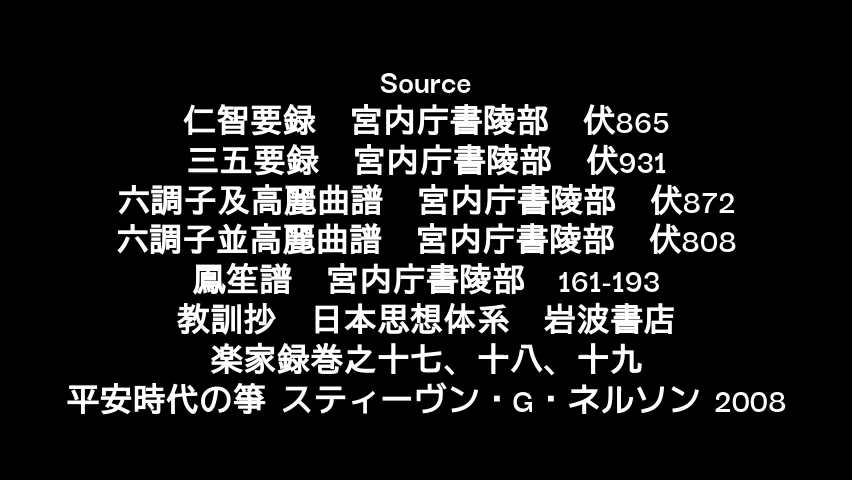 Source
仁智要録　宮内庁書陵部　伏865
三五要録　宮内庁書陵部　伏931
六調子及高麗曲譜　宮内庁書陵部　伏872
六調子並高麗曲譜　宮内庁書陵部　伏808
鳳笙譜　宮内庁書陵部　161-193
教訓抄　日本思想体系　岩波書店
楽家録巻之十七、十八、十九
平安時代の箏 スティーヴン・G・ネルソン 2008